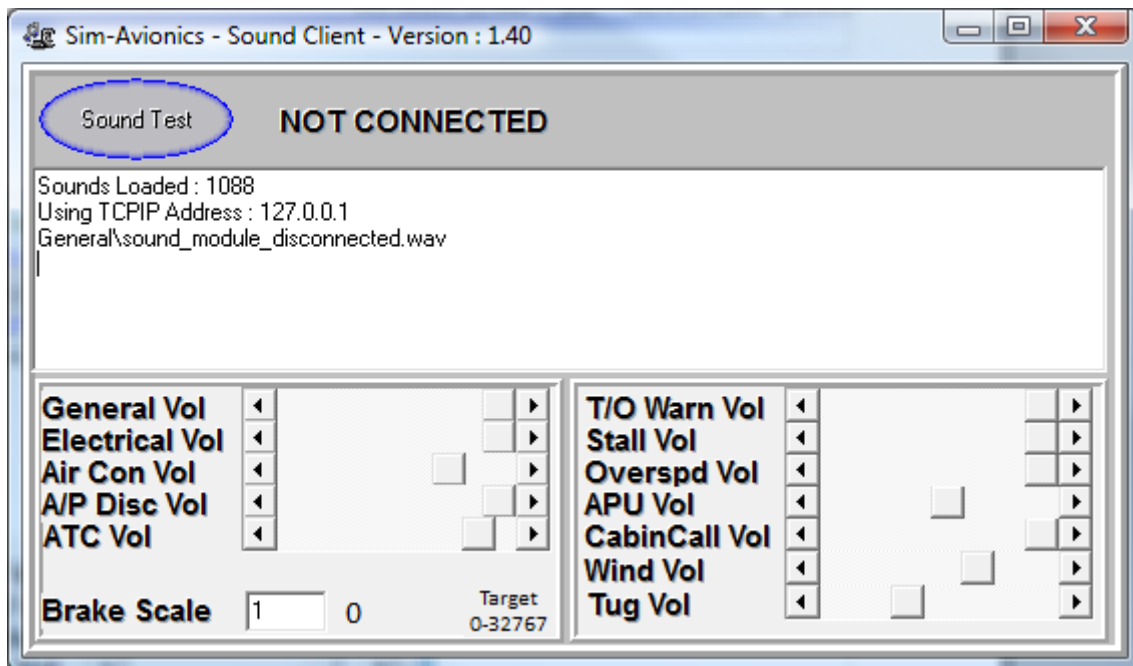 Sim-Avionics - Sound Client - Version : 1.40
Sound Test
NOT CONNECTED
Sounds Loaded : 1088
Using TCPIP Address : 127.0.0.1
General\sound_module_disconnected.wav
General Vol
Electrical Vol
Air Con Vol
A/P Disc Vol
ATC Vol
Brake Scale
1
0
Target
0-32767
T/O Warn Vol
Stall Vol
Overspd Vol
APU Vol
CabinCall Vol
Wind Vol
Tug Vol